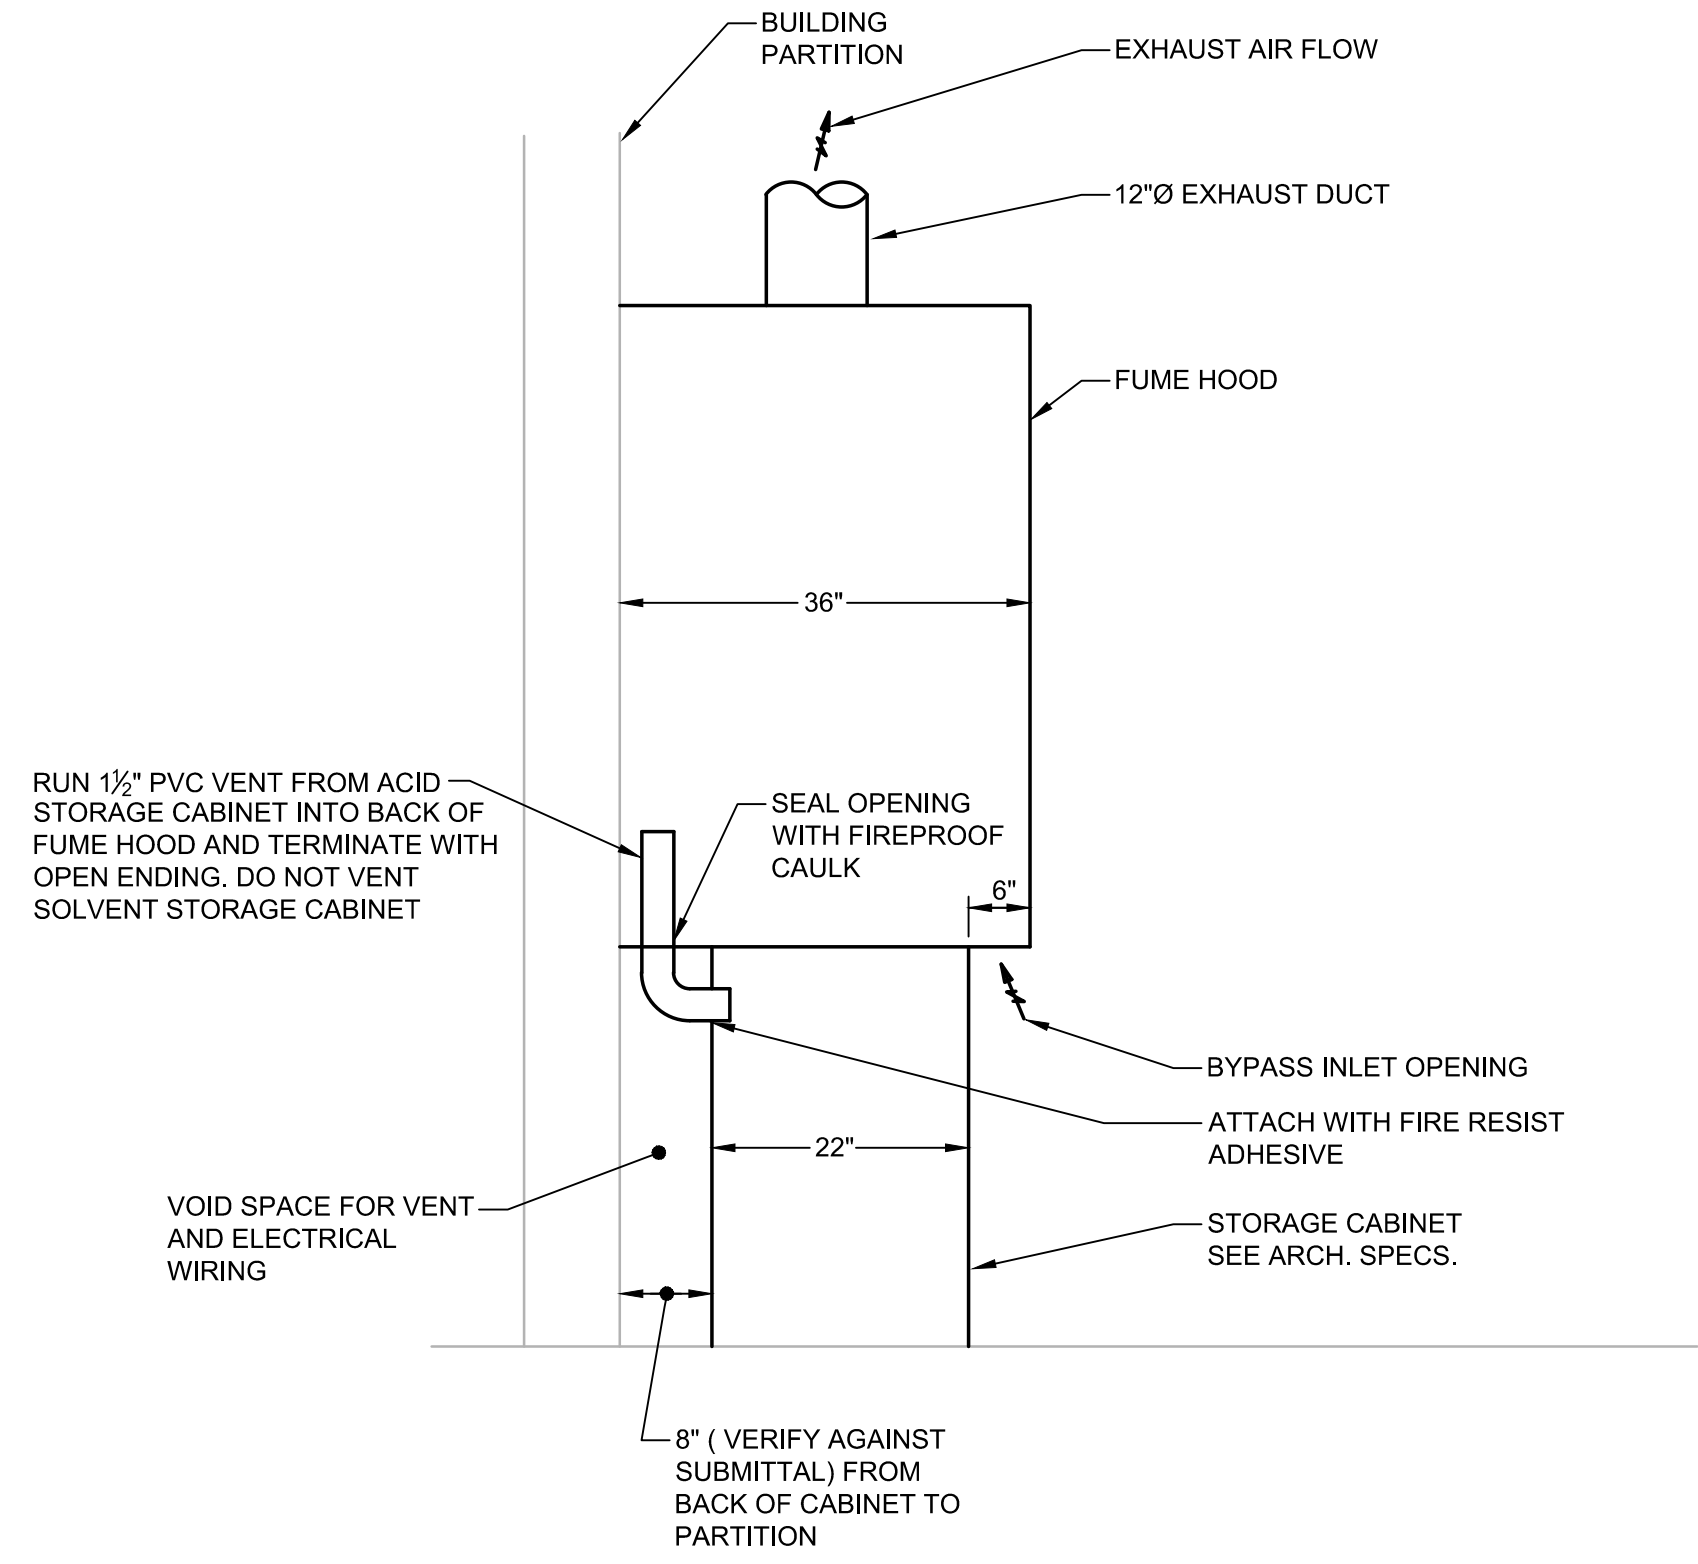 BUILDING
PARTITION
EXHAUST AIR FLOW
12"Ø EXHAUST DUCT
FUME HOOD
36"
RUN 1½" PVC VENT FROM ACID
STORAGE CABINET INTO BACK OF
FUME HOOD AND TERMINATE WITH
OPEN ENDING. DO NOT VENT
SOLVENT STORAGE CABINET
SEAL OPENING
WITH FIREPROOF
CAULK
6"
BYPASS INLET OPENING
ATTACH WITH FIRE RESIST
ADHESIVE
22"
VOID SPACE FOR VENT
AND ELECTRICAL
WIRING
STORAGE CABINET
SEE ARCH. SPECS.
8" ( VERIFY AGAINST
SUBMITTAL) FROM
BACK OF CABINET TO
PARTITION